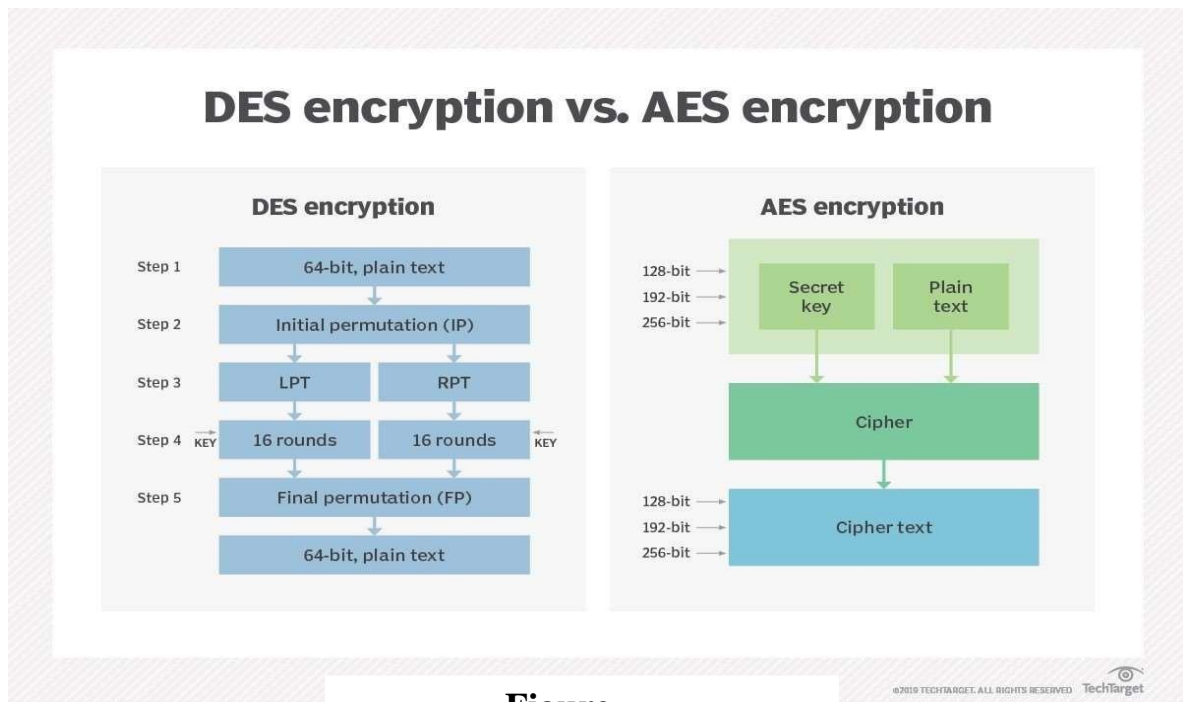 DES encryption vs. AES encryption
DES encryption
Step 1
64-bit, plain text
Step 2
Initial permutation (IP)
Step 3
LPT
RPT
Step 4
KEY
16 rounds
16 rounds
KEY
Step 5
Final permutation (FP)
64-bit, plain text
AES encryption
128-bit
192-bit
256-bit
Secret
key
Plain
text
Cipher
128-bit
192-bit
256-bit
Cipher text
©2019 TECHTARGET. ALL RIGHTS RESERVED TechTarget
Figure